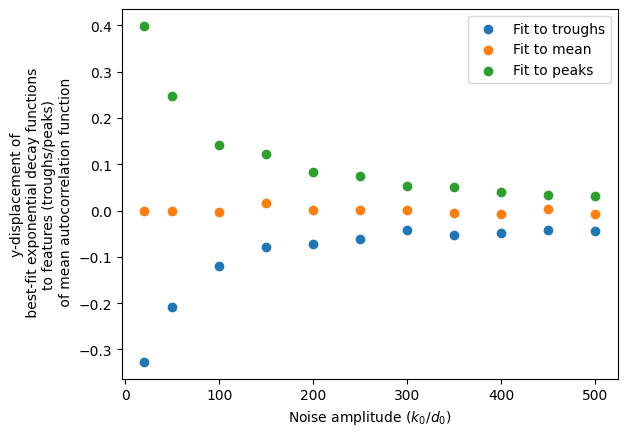 0.4
0.3
0.2
0.1
0.0
−0.1
−0.2
−0.3
0
100
200
300
400
500
y-displacement of
best-fit exponential decay functions
to features (troughs/peaks)
of mean autocorrelation function
Noise amplitude (k₀/d₀)
Fit to troughs
Fit to mean
Fit to peaks